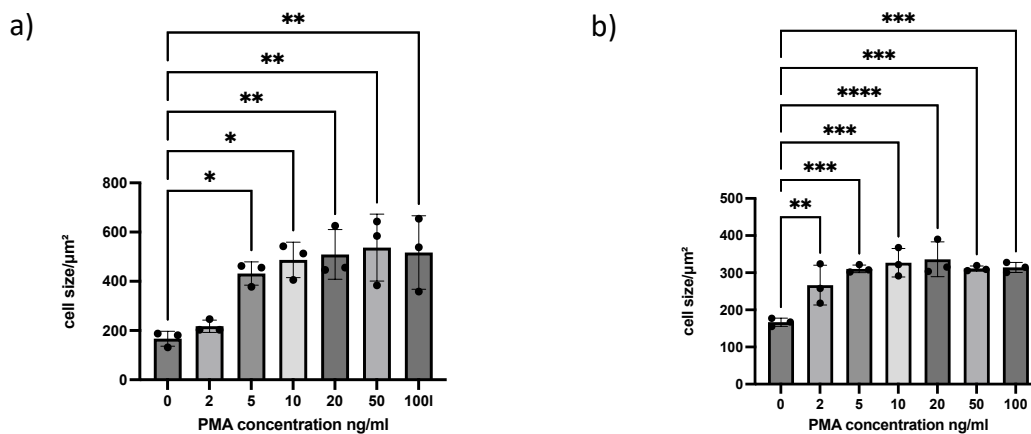 a)
**
**
**
*
*
800
600
400
200
0
cell size/µm²
0 2 5 10 20 50 100l
PMA concentration ng/ml
b)
***
***
****
***
***
**
500
400
300
200
100
0
cell size/µm²
0 2 5 10 20 50 100
PMA concentration ng/ml